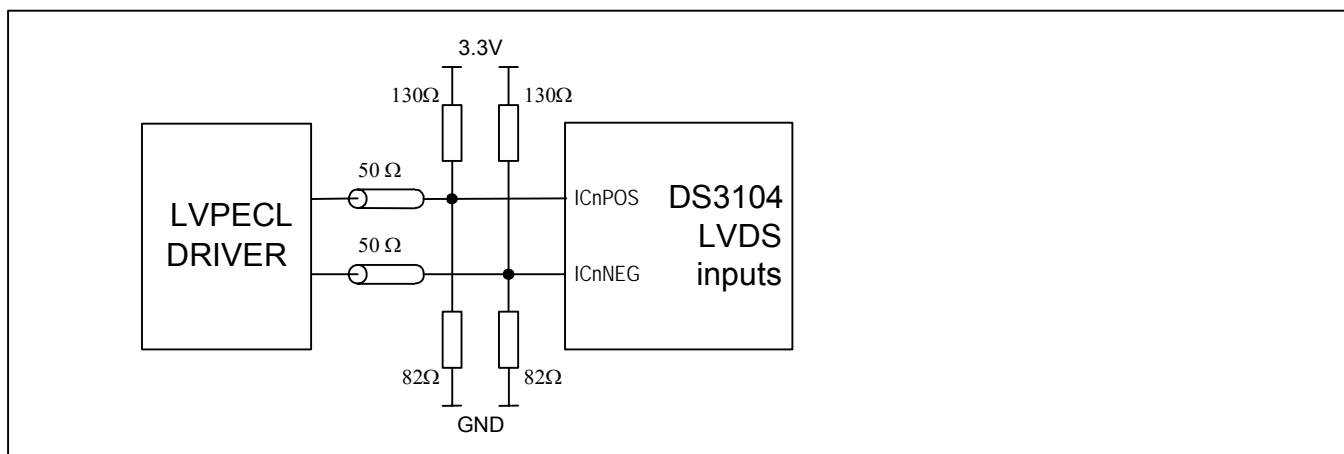 3.3V
130Ω 130Ω
50 Ω
LVPECL
DRIVER
50 Ω
ICnPOS
ICnNEG
DS3104
LVDS
inputs
82Ω 82Ω
GND